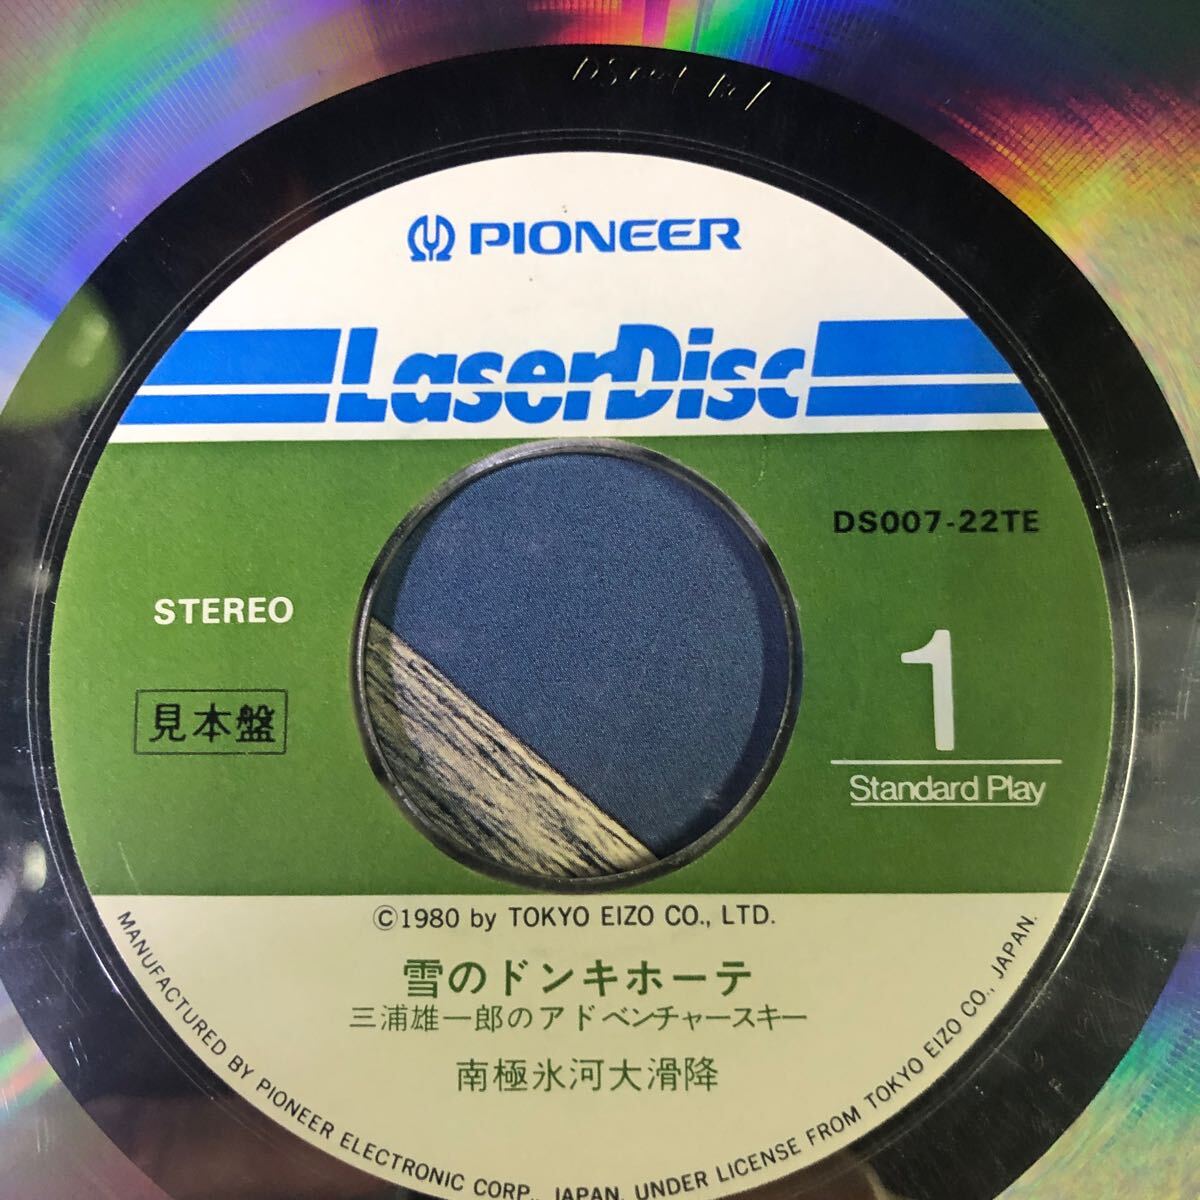 PIONEER
LaserDisc
DS007-22TE
STEREO
1
見本盤
Standard Play
©1980 by TOKYO EIZO CO., LTD.
雪のドンキホーテ
三浦雄一郎のアドベンチャースキー
南極氷河大滑降
MANUFACTURED BY PIONEER ELECTRONIC CORP., JAPAN, UNDER LICENSE FROM TOKYO EIZO CO., JAPAN.